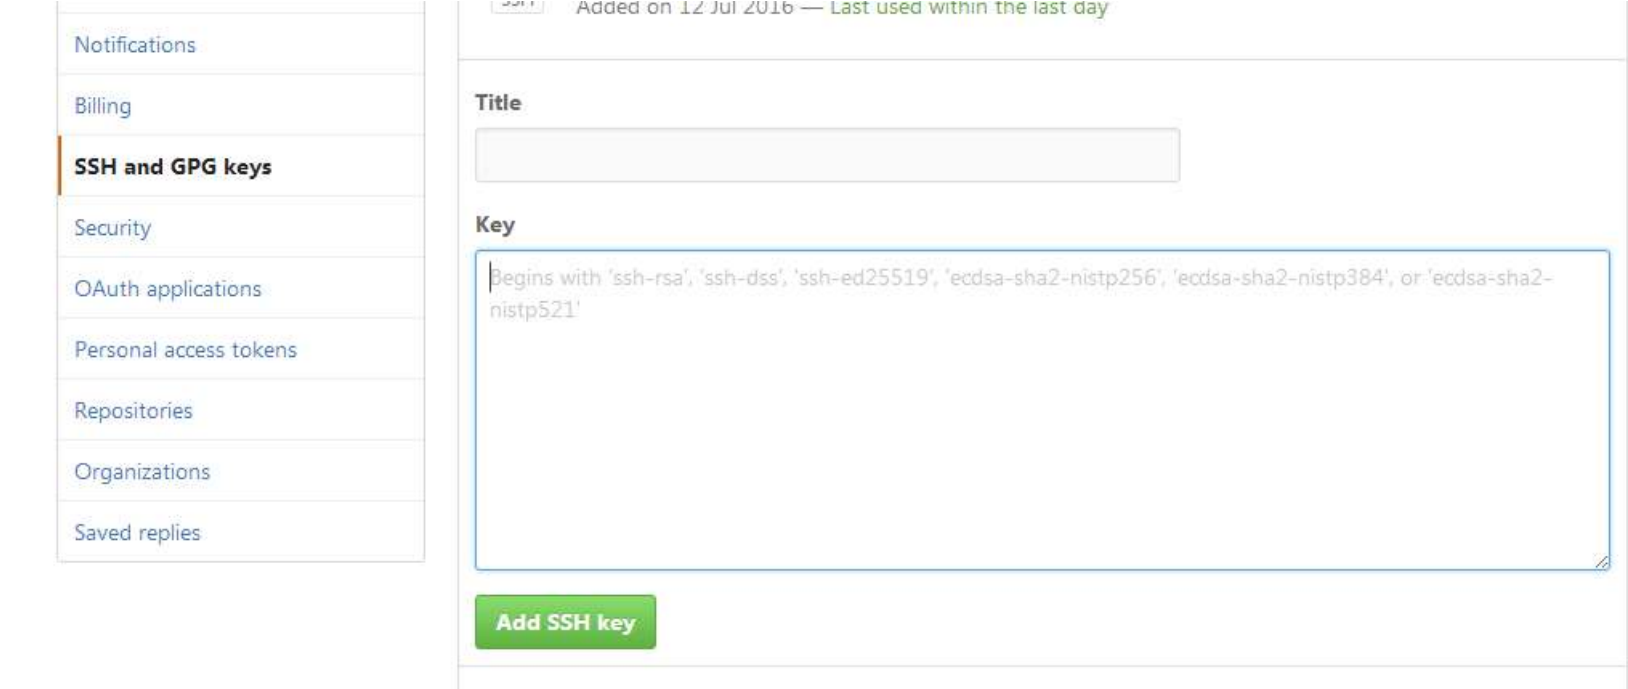 SSH
Added on 12 Jul 2016 — Last used within the last day
Notifications
Billing
SSH and GPG keys
Security
OAuth applications
Personal access tokens
Repositories
Organizations
Saved replies
Title
Key
Begins with 'ssh-rsa', 'ssh-dss', 'ssh-ed25519', 'ecdsa-sha2-nistp256', 'ecdsa-sha2-nistp384', or 'ecdsa-sha2-
nistp521'
Add SSH key